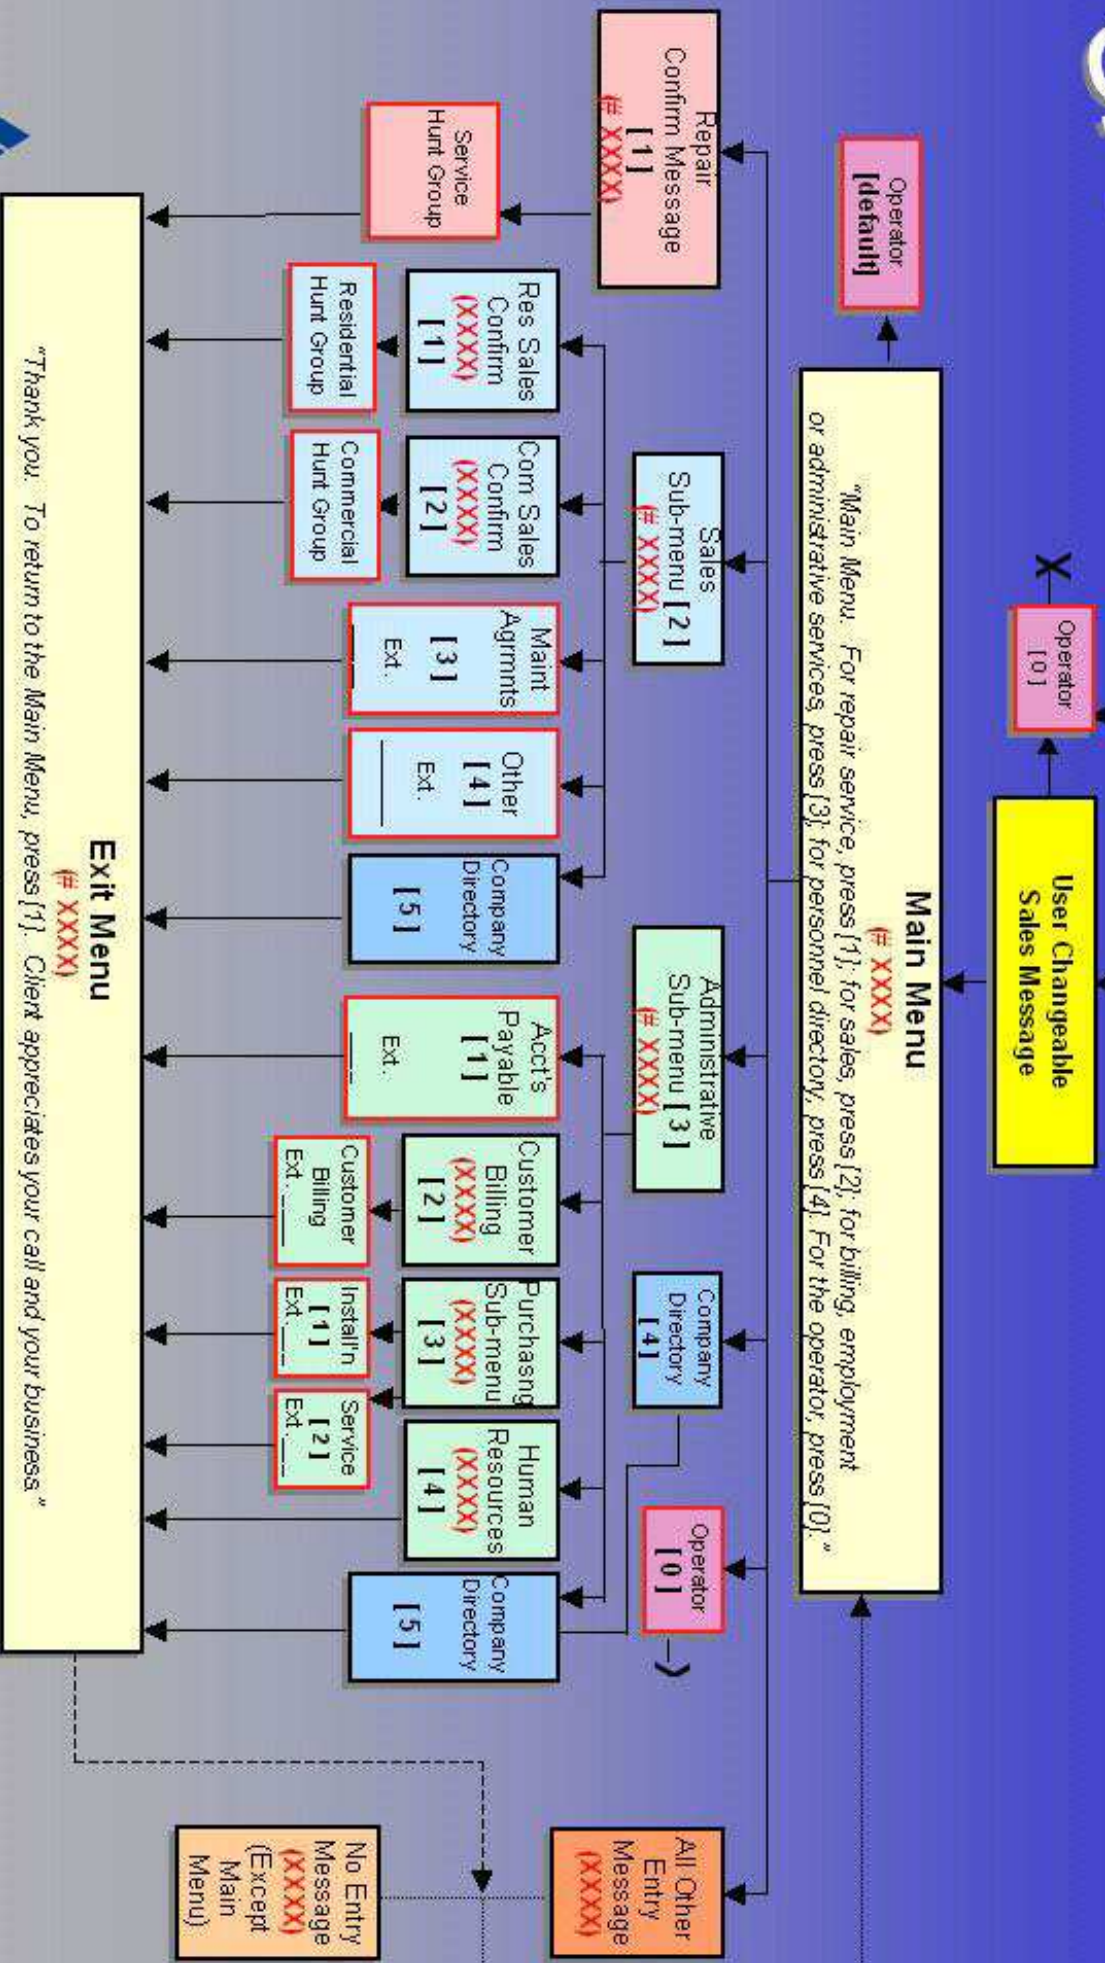 Operator
[0]
User Changeable
Sales Message
Operator
[default]
Main Menu
(# XXXX)
“Main Menu. For repair service, press [1]; for sales, press [2]; for billing, employment
or administrative services, press [3]; for personnel directory, press [4]. For the operator, press [0].”
Repair
Confirm Message
[1]
(# XXXX)
Sales
Sub-menu [2]
(# XXXX)
Administrative
Sub-menu [3]
(# XXXX)
Company
Directory
[4]
Operator
[0]
All Other
Entry
Message
(XXXX)
Service
Hunt Group
Res Sales
Confirm
(XXXX)
[1]
Com Sales
Confirm
(XXXX)
[2]
Maint
Agrmnts
[3]
Ext. ___
Other
[4]
Ext.
____
Company
Directory
[5]
Acct's
Payable
[1]
Ext. ___
Customer
Billing
(XXXX)
[2]
Purchasng
Sub-menu
(XXXX)
[3]
Human
Resources
(XXXX)
[4]
Company
Directory
[5]
Residential
Hunt Group
Commercial
Hunt Group
Customer
Billing
Ext. ___
Install'n
[1]
Ext. ___
Service
[2]
Ext. ___
No Entry
Message
(XXXX)
(Except
Main
Menu)
Exit Menu
(# XXXX)
“Thank you. To return to the Main Menu, press [1]. Client appreciates your call and your business.”